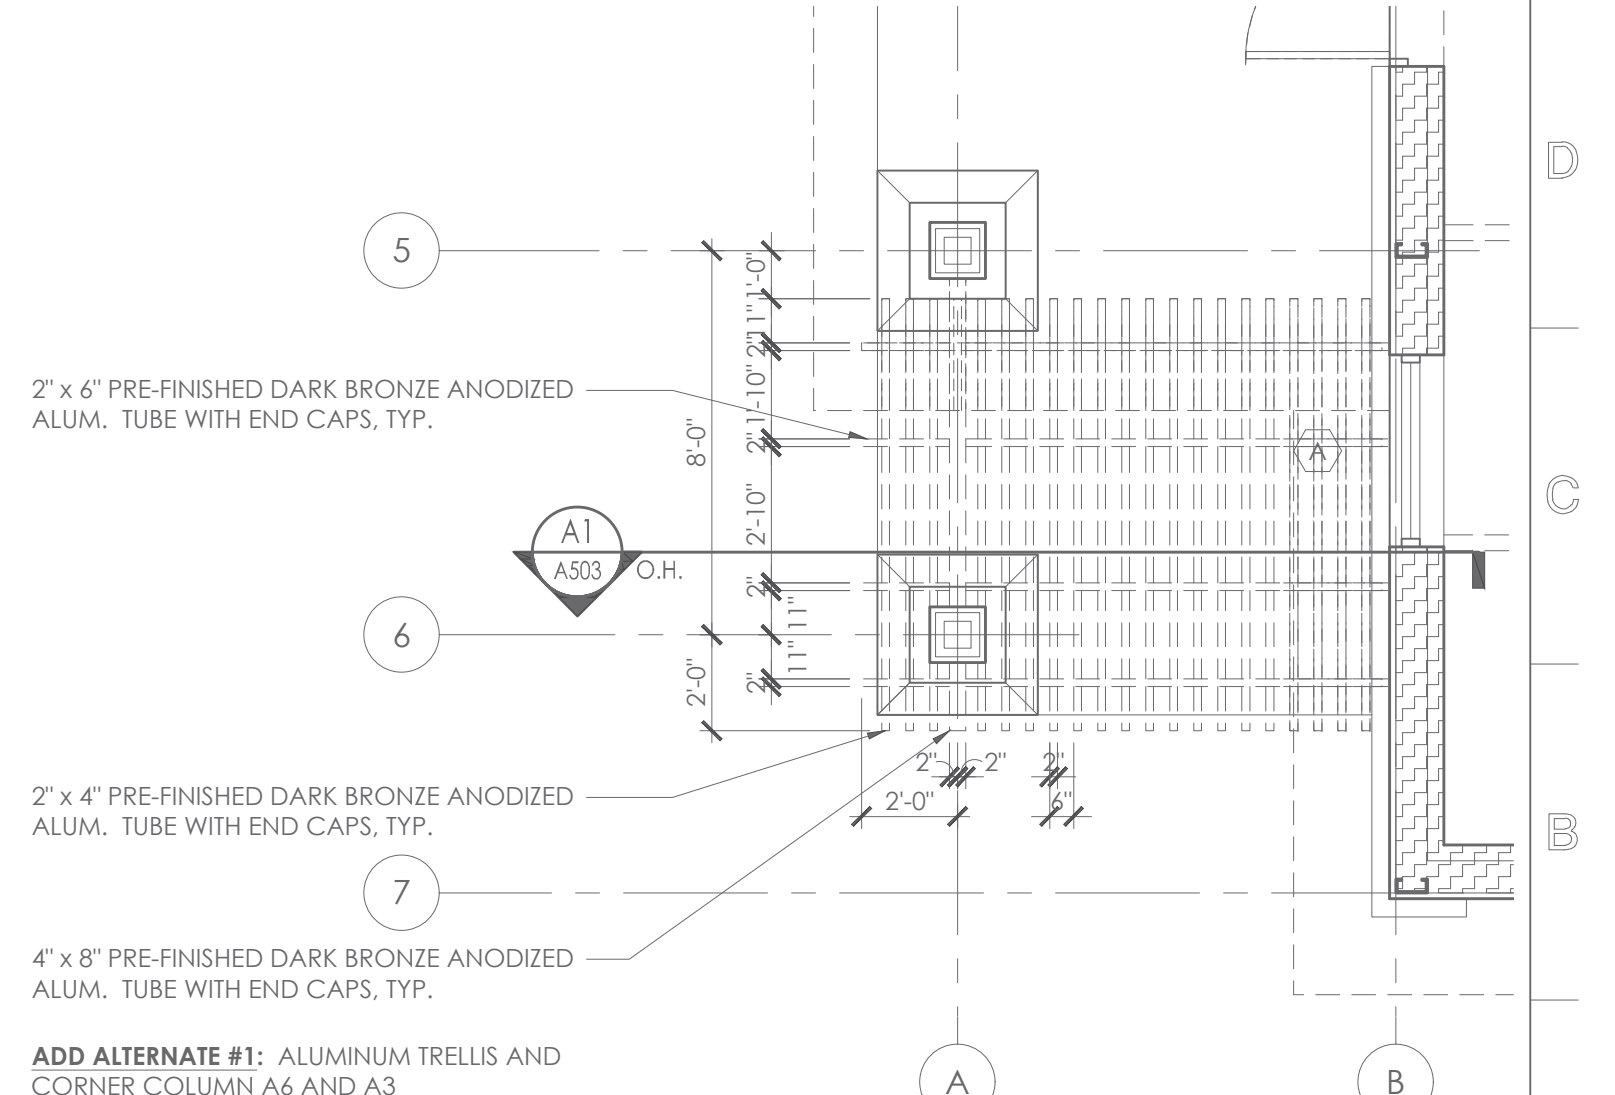 D
5
1'-0"
11"
2"
2" x 6" PRE-FINISHED DARK BRONZE ANODIZED
ALUM.  TUBE WITH END CAPS, TYP.
1'-10"
8'-0"
2"
A
C
2'-10"
A1
A503
O.H.
2"
11"
6
11"
2'-0"
2"
2"
2"
2"
2" x 4" PRE-FINISHED DARK BRONZE ANODIZED
ALUM.  TUBE WITH END CAPS, TYP.
2'-0"
6"
B
7
4" x 8" PRE-FINISHED DARK BRONZE ANODIZED
ALUM.  TUBE WITH END CAPS, TYP.
ADD ALTERNATE #1:  ALUMINUM TRELLIS AND
CORNER COLUMN A6 AND A3
A
B